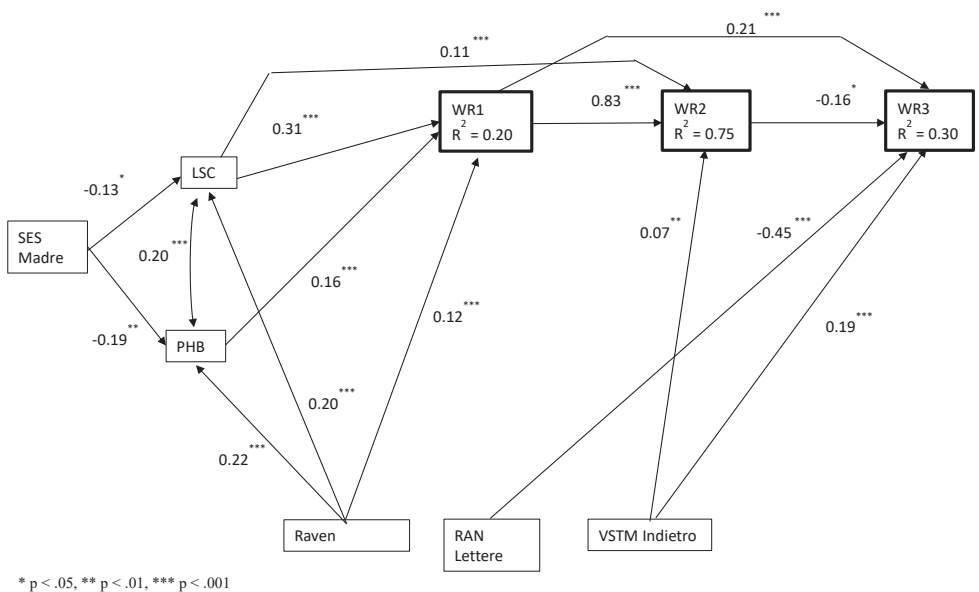 0.11***
0.21***
WR1
R² = 0.20
0.83***
WR2
R² = 0.75
-0.16*
WR3
R² = 0.30
0.31***
LSC
-0.13*
SES
Madre
0.20***
0.16***
0.07**
-0.45***
-0.19**
PHB
0.12***
0.19***
0.20***
0.22***
Raven
RAN
Lettere
VSTM Indietro
* p < .05, ** p < .01, *** p < .001